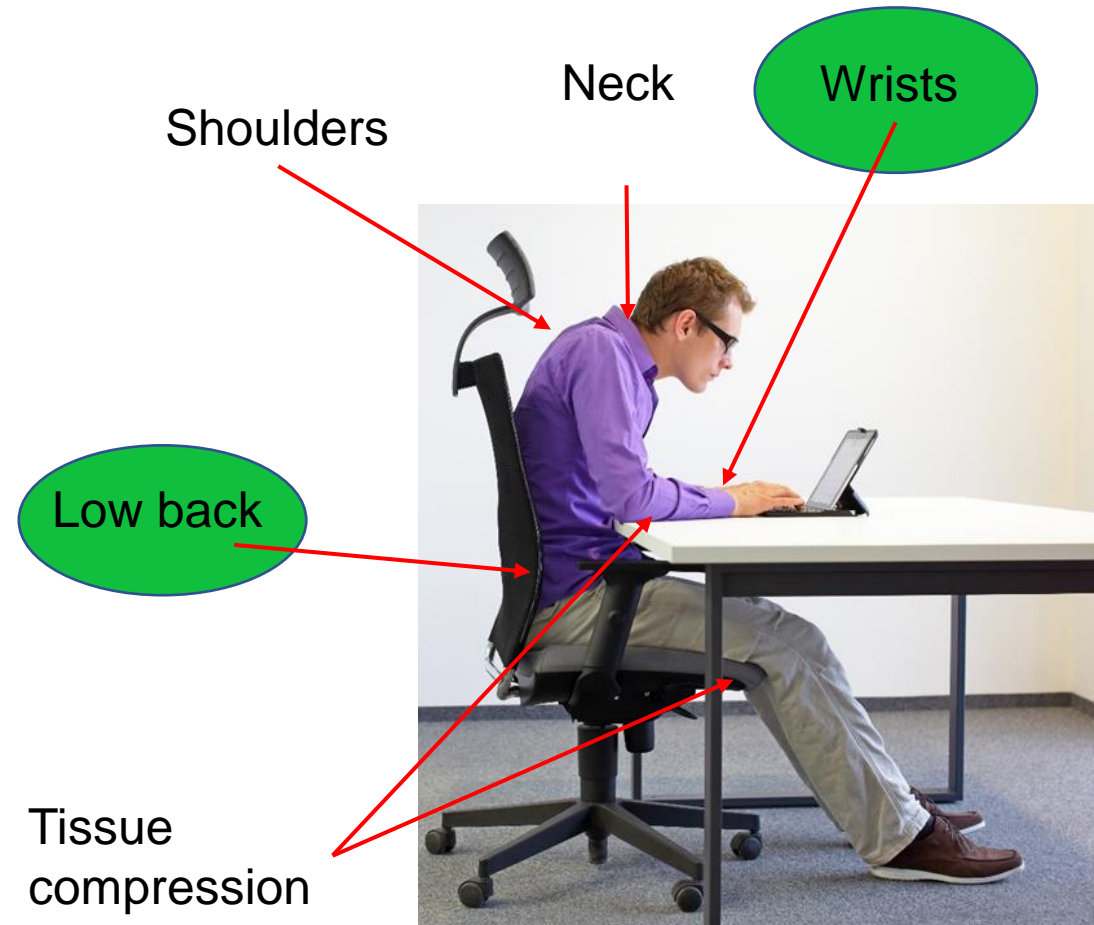 Neck
Wrists
Shoulders
Low back
Tissue
compression